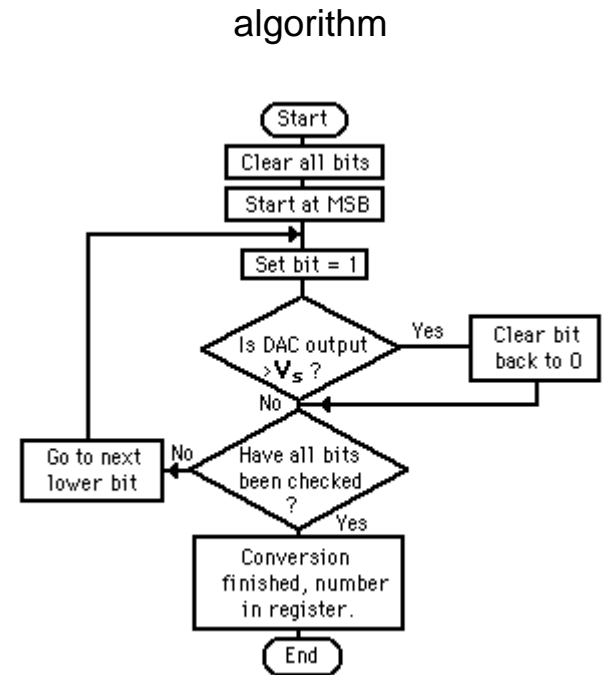 algorithm
Start
Clear all bits
Start at MSB
Set bit = 1
Is DAC output
>Vs ?
Yes
Clear bit
back to 0
No
Have all bits
been checked
?
No
Go to next
lower bit
Yes
Conversion
finished, number
in register.
End